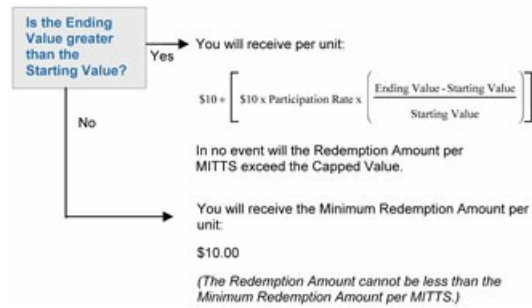 Is the Ending
Value greater
than the
Starting Value?
Yes
You will receive per unit:
$10 + [ $10 x Participation Rate x ( Ending Value - Starting Value
Starting Value ) ]
No
In no event will the Redemption Amount per
MITTS exceed the Capped Value.
You will receive the Minimum Redemption Amount per
unit:
$10.00
(The Redemption Amount cannot be less than the
Minimum Redemption Amount per MITTS.)